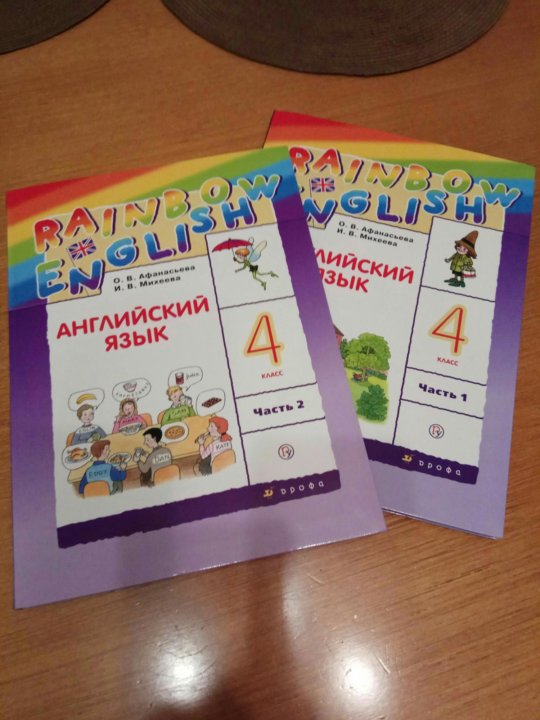 RAINBOW
ENGLISH
О. В. Афанасьева
И. В. Михеева
АНГЛИЙСКИЙ
ЯЗЫК
4
КЛАСС
Часть 2
дрофа
RAINBOW
ENGLISH
О. В. Афанасьева
И. В. Михеева
ЛИЙСКИЙ
ЯЗЫК
4
КЛАСС
Часть 1
дрофа